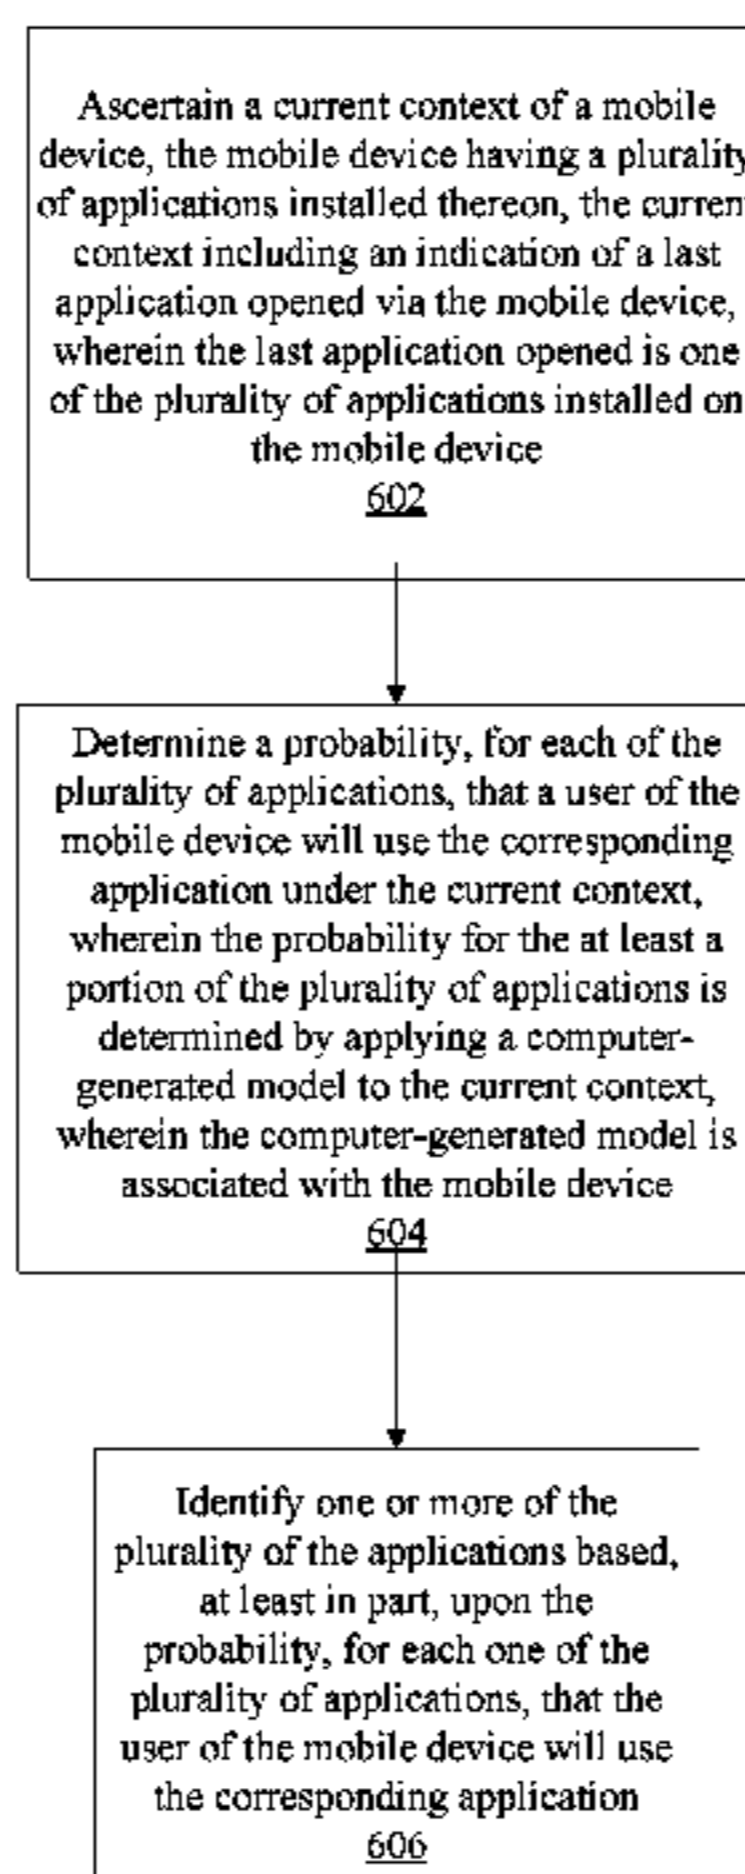 Ascertain a current context of a mobile
device, the mobile device having a plurality
of applications installed thereon, the current
context including an indication of a last
application opened via the mobile device,
wherein the last application opened is one
of the plurality of applications installed on
the mobile device
602
Determine a probability, for each of the
plurality of applications, that a user of the
mobile device will use the corresponding
application under the current context,
wherein the probability for the at least a
portion of the plurality of applications is
determined by applying a computer-
generated model to the current context,
wherein the computer-generated model is
associated with the mobile device
604
Identify one or more of the
plurality of the applications based,
at least in part, upon the
probability, for each one of the
plurality of applications, that the
user of the mobile device will use
the corresponding application
606